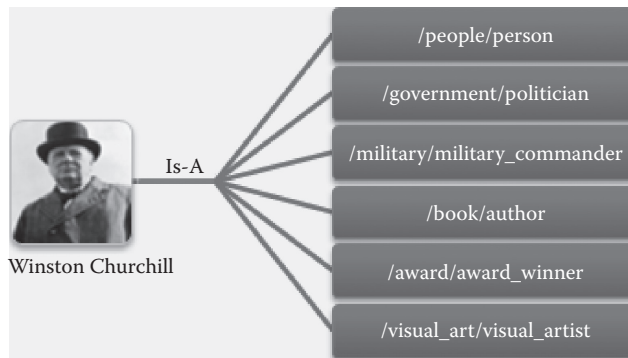 /people/person
/government/politician
Is-A
/military/military_commander
/book/author
Winston Churchill
/award/award_winner
/visual_art/visual_artist